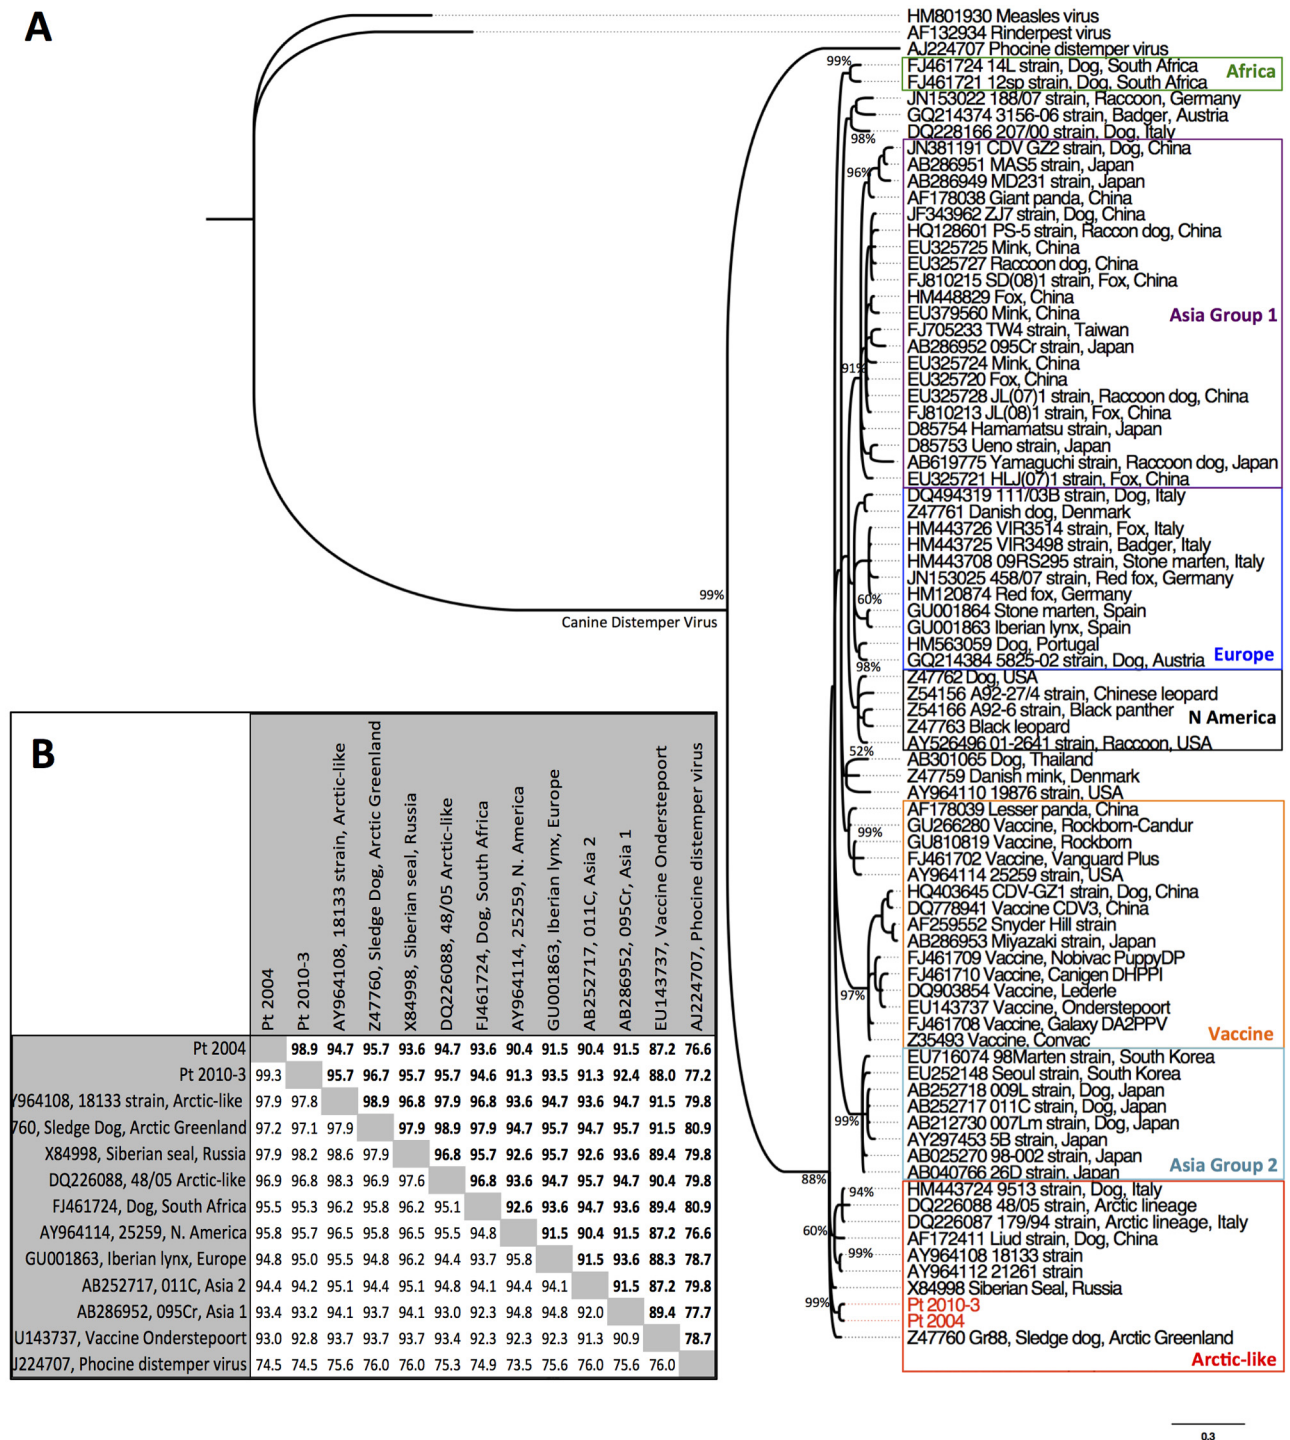 A
HM801930 Measles virus
AF132934 Rinderpest virus
AJ224707 Phocine distemper virus
99%
FJ461724 14L strain, Dog, South Africa
Africa
FJ461721 12sp strain, Dog, South Africa
JN153022 188/07 strain, Raccoon, Germany
GQ214374 3156-06 strain, Badger, Austria
DQ228166 207/00 strain, Dog, Italy
98%
JN381191 CDV GZ2 strain, Dog, China
AB286951 MAS5 strain, Japan
96%
AB286949 MD231 strain, Japan
AF178038 Giant panda, China
JF343962 ZJ7 strain, Dog, China
HQ128601 PS-5 strain, Raccon dog, China
EU325725 Mink, China
EU325727 Raccoon dog, China
FJ810215 SD(08)1 strain, Fox, China
HM448829 Fox, China
EU379560 Mink, China
Asia Group 1
FJ705233 TW4 strain, Taiwan
AB286952 095Cr strain, Japan
EU325724 Mink, China
91%
EU325720 Fox, China
EU325728 JL(07)1 strain, Raccoon dog, China
FJ810213 JL(08)1 strain, Fox, China
D85754 Hamamatsu strain, Japan
D85753 Ueno strain, Japan
AB619775 Yamaguchi strain, Raccoon dog, Japan
EU325721 HLJ(07)1 strain, Fox, China
DQ494319 111/03B strain, Dog, Italy
Z47761 Danish dog, Denmark
HM443726 VIR3514 strain, Fox, Italy
HM443725 VIR3498 strain, Badger, Italy
HM443708 09RS295 strain, Stone marten, Italy
JN153025 458/07 strain, Red fox, Germany
HM120874 Red fox, Germany
60%
GU001864 Stone marten, Spain
GU001863 Iberian lynx, Spain
HM563059 Dog, Portugal
GQ214384 5825-02 strain, Dog, Austria
Europe
98%
Z47762 Dog, USA
Z54156 A92-27/4 strain, Chinese leopard
Z54166 A92-6 strain, Black panther
N America
Z47763 Black leopard
AY526496 01-2641 strain, Raccoon, USA
52%
AB301065 Dog, Thailand
Z47759 Danish mink, Denmark
AY964110 19876 strain, USA
AF178039 Lesser panda, China
GU266280 Vaccine, Rockborn-Candur
99%
GU810819 Vaccine, Rockborn
FJ461702 Vaccine, Vanguard Plus
AY964114 25259 strain, USA
HQ403645 CDV-GZ1 strain, Dog, China
DQ778941 Vaccine CDV3, China
AF259552 Snyder Hill strain
AB286953 Miyazaki strain, Japan
FJ461709 Vaccine, Nobivac PuppyDP
FJ461710 Vaccine, Canigen DHPPI
DQ903854 Vaccine, Lederle
97%
EU143737 Vaccine, Onderstepoort
FJ461708 Vaccine, Galaxy DA2PPV
Vaccine
Z35493 Vaccine, Convac
EU716074 98Marten strain, South Korea
EU252148 Seoul strain, South Korea
AB252718 009L strain, Dog, Japan
AB252717 011C strain, Dog, Japan
99%
AB212730 007Lm strain, Dog, Japan
AY297453 5B strain, Japan
AB025270 98-002 strain, Japan
Asia Group 2
AB040766 26D strain, Japan
88%
HM443724 9513 strain, Dog, Italy
94%
DQ226088 48/05 strain, Arctic lineage
DQ226087 179/94 strain, Arctic lineage, Italy
60%
AF172411 Liud strain, Dog, China
AY964108 18133 strain
99%
AY964112 21261 strain
X84998 Siberian Seal, Russia
99%
Pt 2010-3
Pt 2004
Z47760 Gr88, Sledge dog, Arctic Greenland
Arctic-like
0.3
99%
Canine Distemper Virus
B
Pt 2004
Pt 2010-3
AY964108, 18133 strain, Arctic-like
Z47760, Sledge Dog, Arctic Greenland
X84998, Siberian seal, Russia
DQ226088, 48/05 Arctic-like
FJ461724, Dog, South Africa
AY964114, 25259, N. America
GU001863, Iberian lynx, Europe
AB252717, 011C, Asia 2
AB286952, 095Cr, Asia 1
EU143737, Vaccine Onderstepoort
AJ224707, Phocine distemper virus
Pt 2004 98.9 94.7 95.7 93.6 94.7 93.6 90.4 91.5 90.4 91.5 87.2 76.6
Pt 2010-3 99.3 95.7 96.7 95.7 95.7 94.6 91.3 93.5 91.3 92.4 88.0 77.2
Y964108, 18133 strain, Arctic-like 97.9 97.8 98.9 96.8 97.9 96.8 93.6 94.7 93.6 94.7 91.5 79.8
760, Sledge Dog, Arctic Greenland 97.2 97.1 97.9 97.9 98.9 97.9 94.7 95.7 94.7 95.7 91.5 80.9
X84998, Siberian seal, Russia 97.9 98.2 98.6 97.9 96.8 95.7 92.6 95.7 92.6 93.6 89.4 79.8
DQ226088, 48/05 Arctic-like 96.9 96.8 98.3 96.9 97.6 96.8 93.6 94.7 95.7 94.7 90.4 79.8
FJ461724, Dog, South Africa 95.5 95.3 96.2 95.8 96.2 95.1 92.6 93.6 94.7 93.6 89.4 80.9
AY964114, 25259, N. America 95.8 95.7 96.5 95.8 96.5 95.5 94.8 91.5 90.4 91.5 87.2 76.6
GU001863, Iberian lynx, Europe 94.8 95.0 95.5 94.8 96.2 94.4 93.7 95.8 91.5 93.6 88.3 78.7
AB252717, 011C, Asia 2 94.4 94.2 95.1 94.4 95.1 94.8 94.1 94.4 94.1 91.5 87.2 79.8
AB286952, 095Cr, Asia 1 93.4 93.2 94.1 93.7 94.1 93.0 92.3 94.8 94.8 92.0 89.4 77.7
U143737, Vaccine Onderstepoort 93.0 92.8 93.7 93.7 93.7 93.4 92.3 92.3 92.3 91.3 90.9 78.7
J224707, Phocine distemper virus 74.5 74.5 75.6 76.0 76.0 75.3 74.9 73.5 75.6 76.0 75.6 76.0